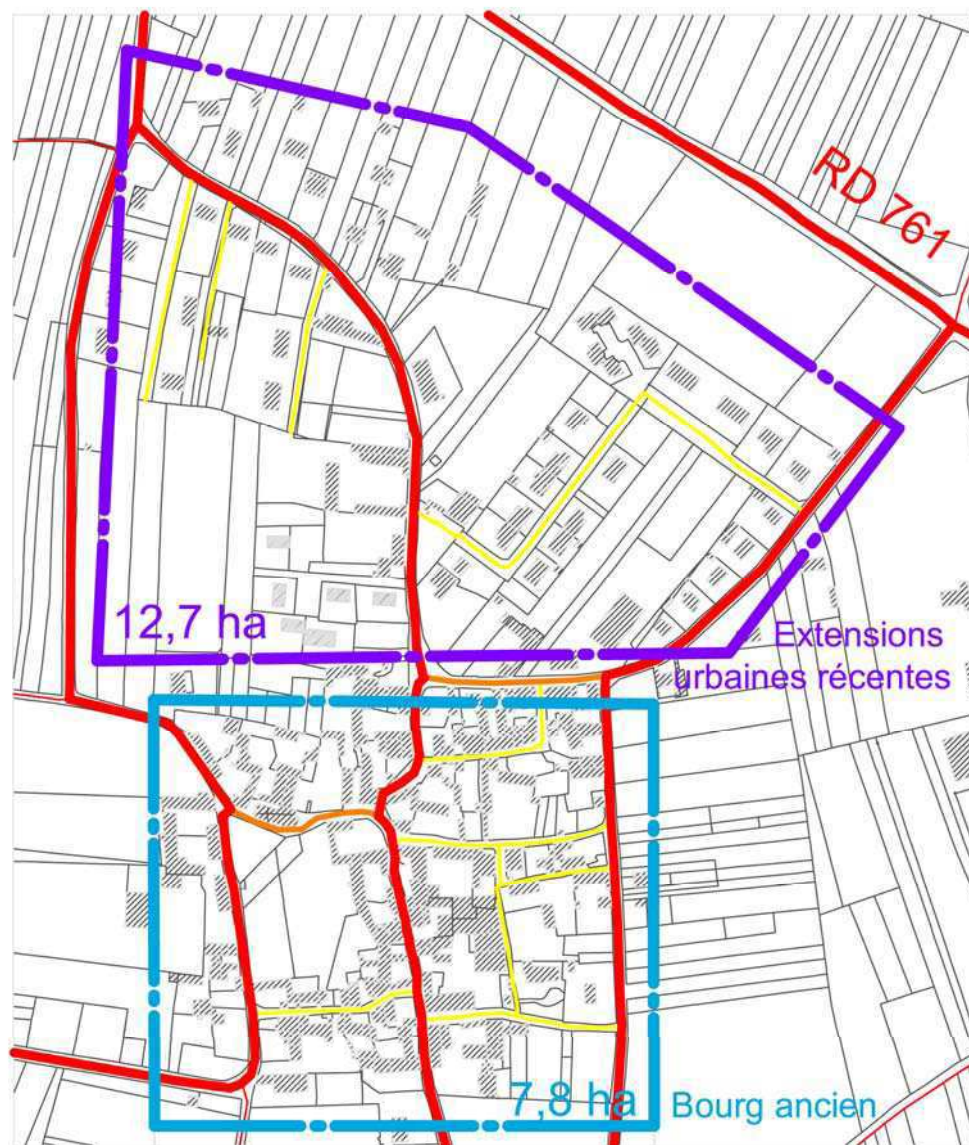 RD 761
12,7 ha
Extensions
urbaines récentes
7,8 ha
Bourg ancien